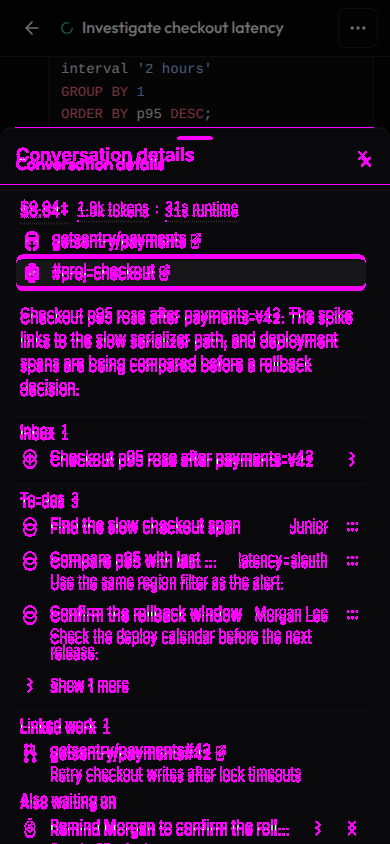 Investigate checkout latency
interval '2 hours'
GROUP BY 1
ORDER BY p95 DESC;
Conversation details
1.9k tokens · 31s runtime
getsentry/payments
#proj-checkout
Checkout p95 rose after payments-v42. The spike
links to the slow serializer path, and deployment
spans are being compared before a rollback
decision.
Inbox 1
Checkout p95 rose after payments-v42
To-dos 3
Find the slow checkout span Junior
Compare p95 with last ... latency-sleuth
Use the same region filter as the alert.
Confirm the rollback window Morgan Lee
Check the deploy calendar before the next
release.
Show 1 more
Linked work 1
getsentry/payments#42
Retry checkout writes after lock timeouts
Also waiting on
Remind Morgan to confirm the roll...